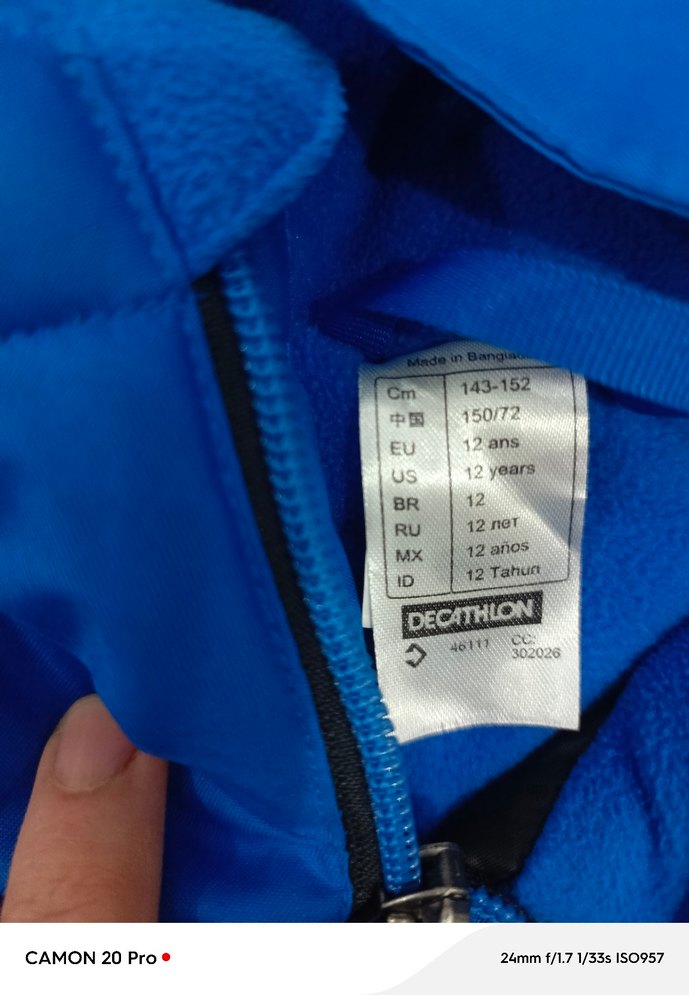 Made in
Cm 143-152
中国 150/72
EU 12 ans
US 12 years
BR 12
RU 12 лет
MX 12 años
ID 12 Tahun
DECATHLON
46111 CC:
302026
CAMON 20 Pro
24mm f/1.7 1/33s ISO957